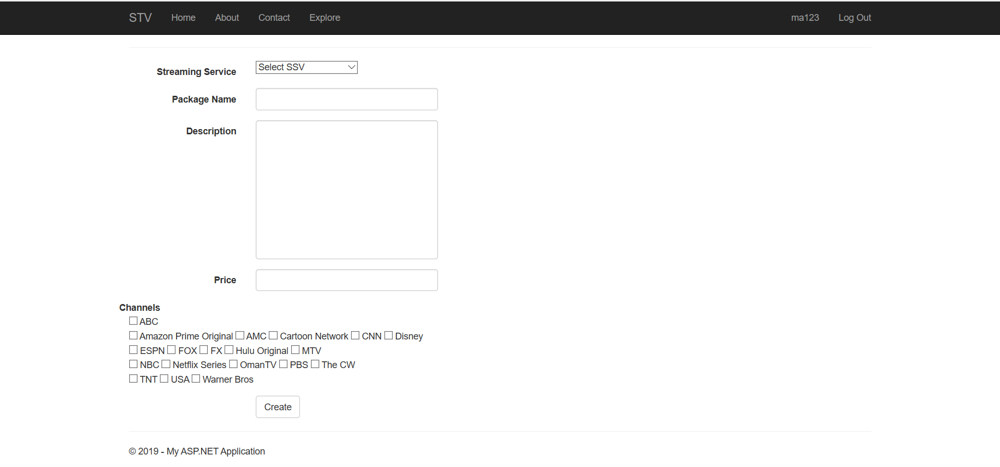 STV Home About Contact Explore ma123 Log Out
Streaming Service Select SSV
Package Name
Description
Price
Channels
ABC
Amazon Prime Original AMC Cartoon Network CNN Disney
ESPN FOX FX Hulu Original MTV
NBC Netflix Series OmanTV PBS The CW
TNT USA Warner Bros
Create
© 2019 - My ASP.NET Application